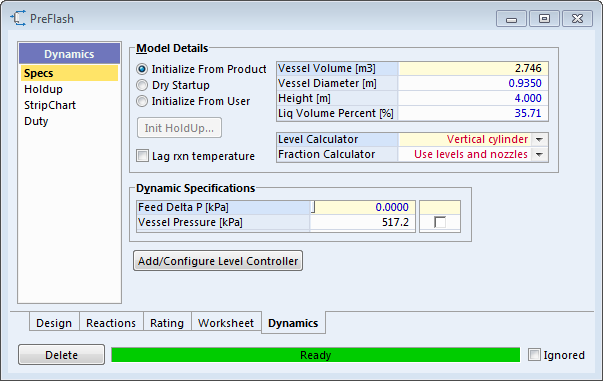 PreFlash
Dynamics
Specs
Holdup
StripChart
Duty
Model Details
Initialize From Product
Dry Startup
Initialize From User
Init HoldUp...
Lag rxn temperature
Vessel Volume [m3] 2.746
Vessel Diameter [m] 0.9350
Height [m] 4.000
Liq Volume Percent [%] 35.71
Level Calculator Vertical cylinder
Fraction Calculator Use levels and nozzles
Dynamic Specifications
Feed Delta P [kPa] 0.0000
Vessel Pressure [kPa] 517.2
Add/Configure Level Controller
Design Reactions Rating Worksheet Dynamics
Delete Ready Ignored